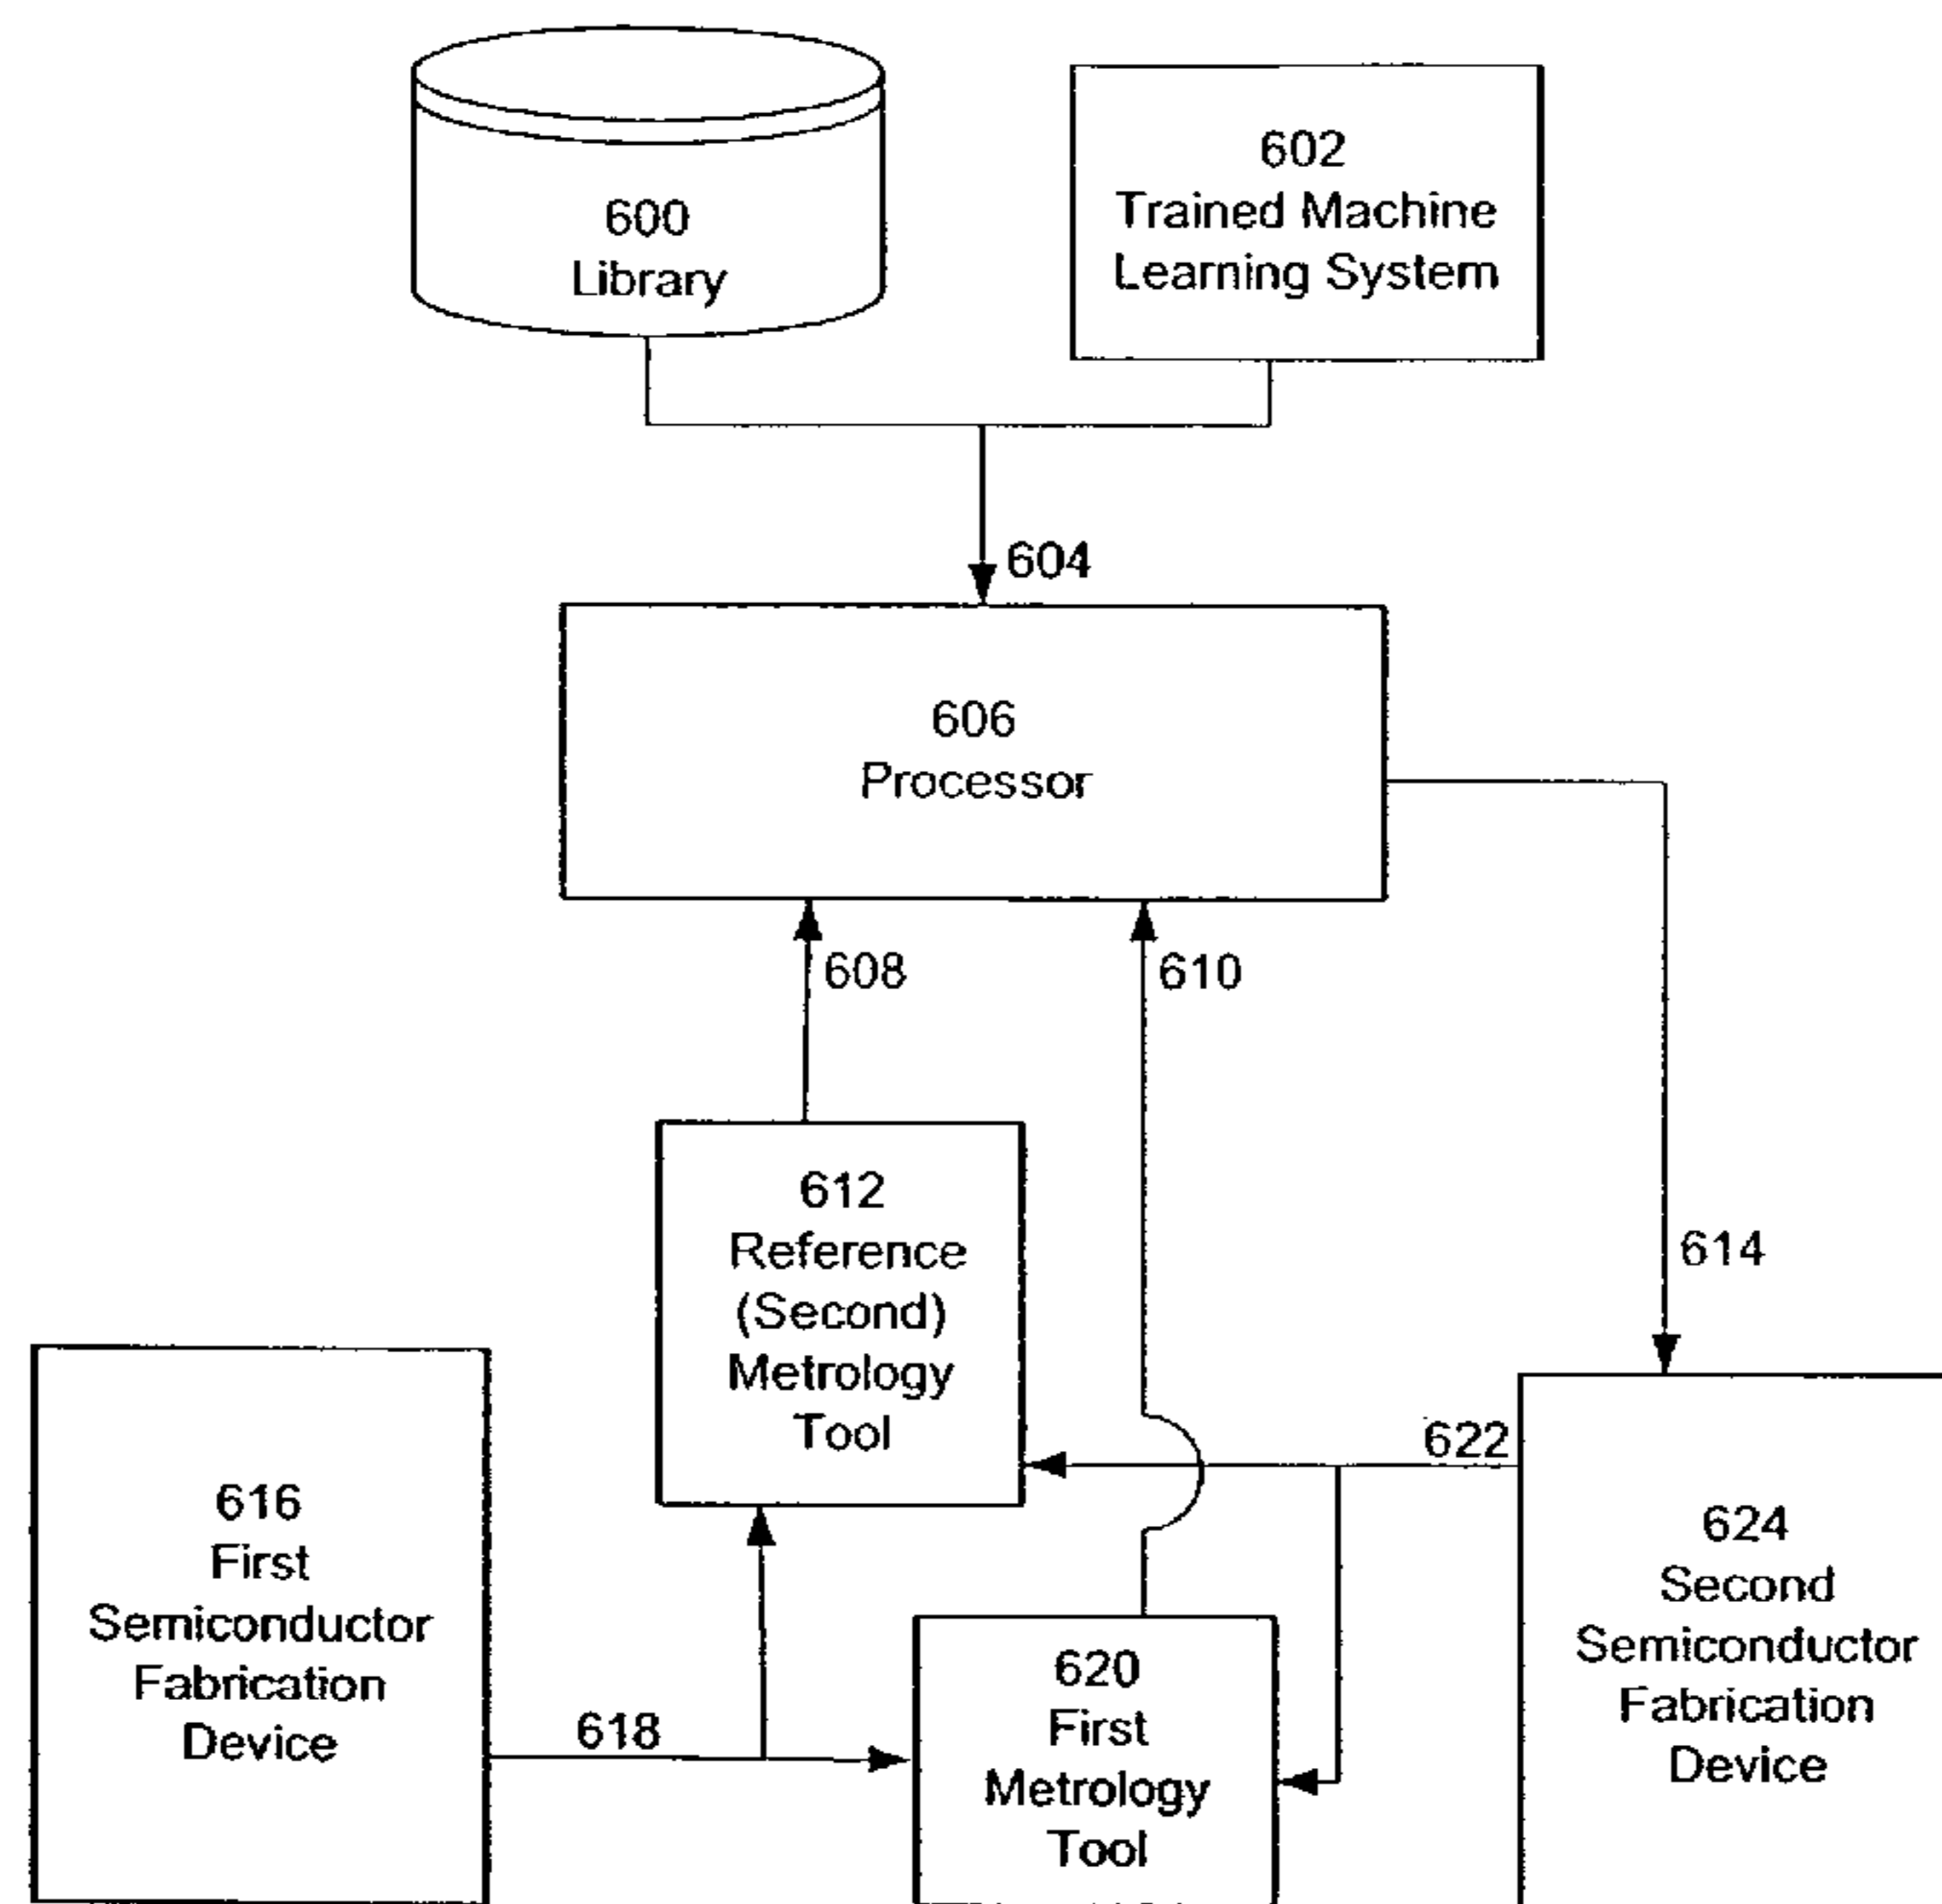 600
Library
602
Trained Machine
Learning System
604
606
Processor
608
610
612
Reference
(Second)
Metrology
Tool
614
616
First
Semiconductor
Fabrication
Device
618
620
First
Metrology
Tool
622
624
Second
Semiconductor
Fabrication
Device